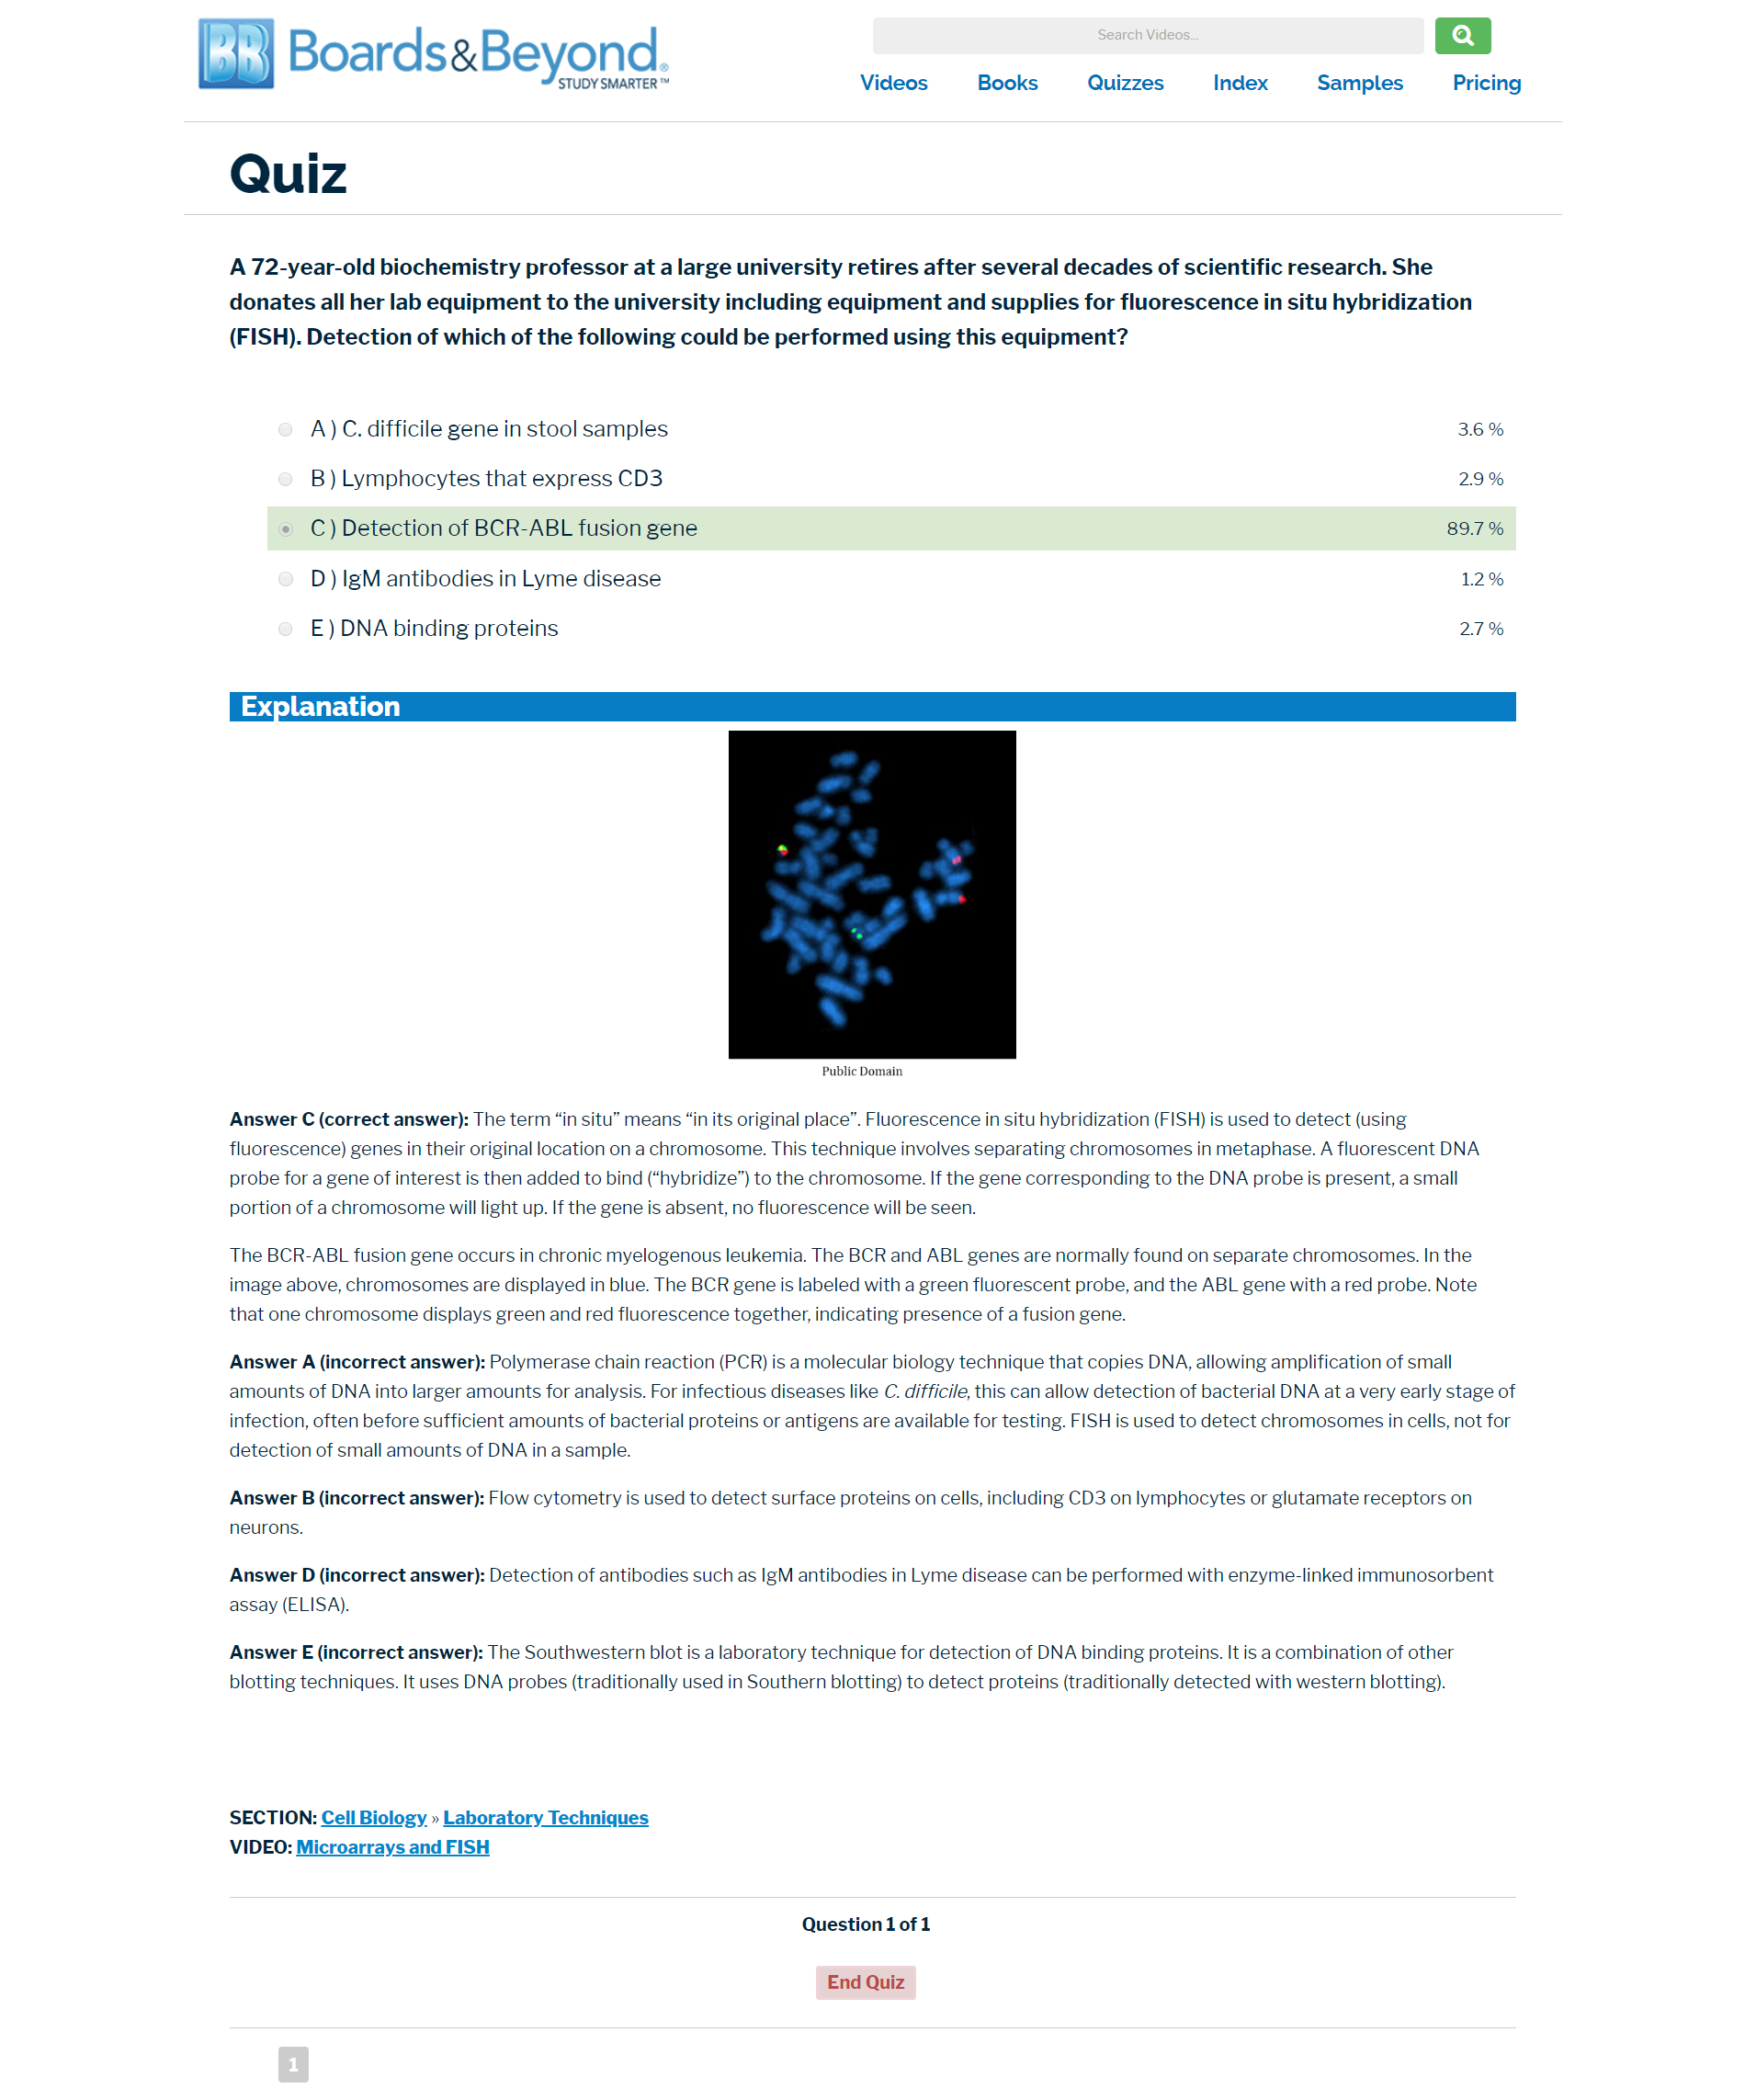 BB Boards&Beyond®
STUDY SMARTER™
Search Videos...
Videos Books Quizzes Index Samples Pricing
Quiz
A 72-year-old biochemistry professor at a large university retires after several decades of scientific research. She
donates all her lab equipment to the university including equipment and supplies for fluorescence in situ hybridization
(FISH). Detection of which of the following could be performed using this equipment?
A ) C. difficile gene in stool samples 3.6 %
B ) Lymphocytes that express CD3 2.9 %
C ) Detection of BCR-ABL fusion gene 89.7 %
D ) IgM antibodies in Lyme disease 1.2 %
E ) DNA binding proteins 2.7 %
Explanation
Public Domain
Answer C (correct answer): The term “in situ” means “in its original place”. Fluorescence in situ hybridization (FISH) is used to detect (using
fluorescence) genes in their original location on a chromosome. This technique involves separating chromosomes in metaphase. A fluorescent DNA
probe for a gene of interest is then added to bind (“hybridize”) to the chromosome. If the gene corresponding to the DNA probe is present, a small
portion of a chromosome will light up. If the gene is absent, no fluorescence will be seen.
The BCR-ABL fusion gene occurs in chronic myelogenous leukemia. The BCR and ABL genes are normally found on separate chromosomes. In the
image above, chromosomes are displayed in blue. The BCR gene is labeled with a green fluorescent probe, and the ABL gene with a red probe. Note
that one chromosome displays green and red fluorescence together, indicating presence of a fusion gene.
Answer A (incorrect answer): Polymerase chain reaction (PCR) is a molecular biology technique that copies DNA, allowing amplification of small
amounts of DNA into larger amounts for analysis. For infectious diseases like C. difficile, this can allow detection of bacterial DNA at a very early stage of
infection, often before sufficient amounts of bacterial proteins or antigens are available for testing. FISH is used to detect chromosomes in cells, not for
detection of small amounts of DNA in a sample.
Answer B (incorrect answer): Flow cytometry is used to detect surface proteins on cells, including CD3 on lymphocytes or glutamate receptors on
neurons.
Answer D (incorrect answer): Detection of antibodies such as IgM antibodies in Lyme disease can be performed with enzyme-linked immunosorbent
assay (ELISA).
Answer E (incorrect answer): The Southwestern blot is a laboratory technique for detection of DNA binding proteins. It is a combination of other
blotting techniques. It uses DNA probes (traditionally used in Southern blotting) to detect proteins (traditionally detected with western blotting).
SECTION: Cell Biology » Laboratory Techniques
VIDEO: Microarrays and FISH
Question 1 of 1
End Quiz
1